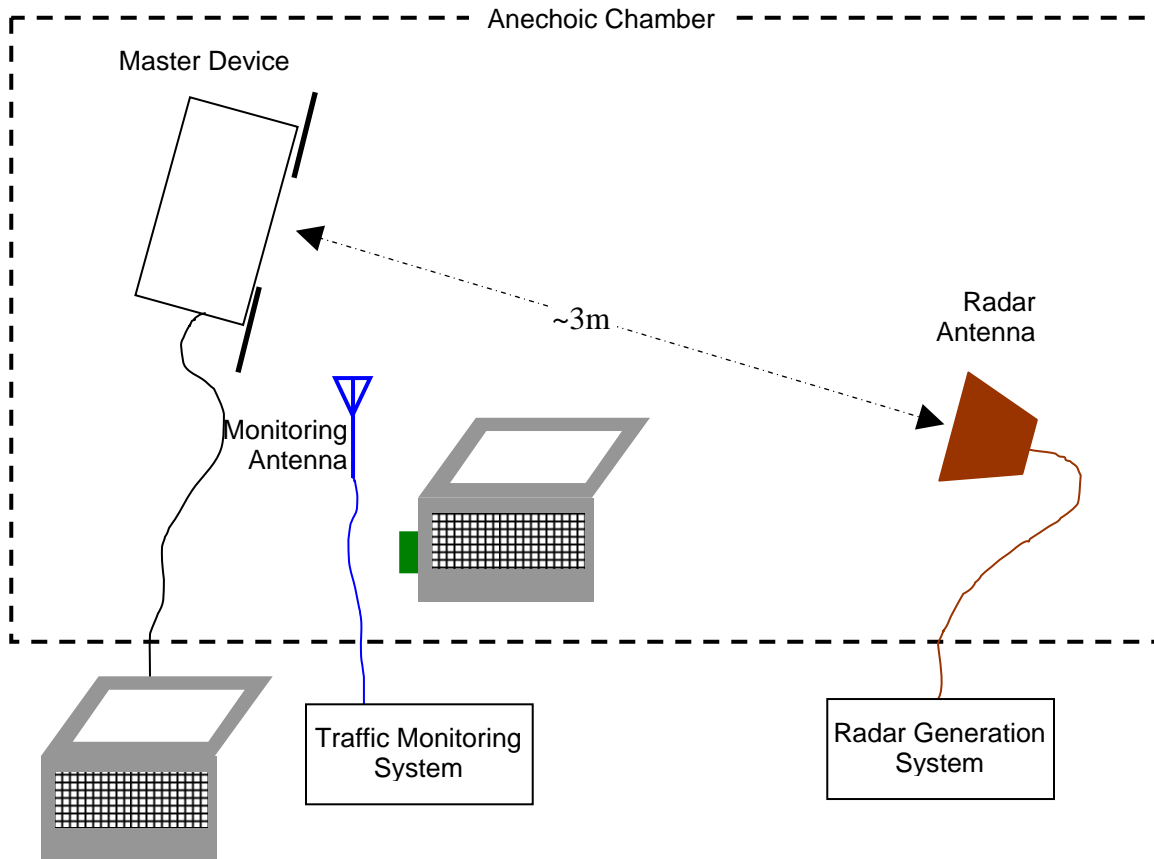 Anechoic Chamber
Master Device
~3m
Radar
Antenna
Monitoring
Antenna
Traffic Monitoring
System
Radar Generation
System